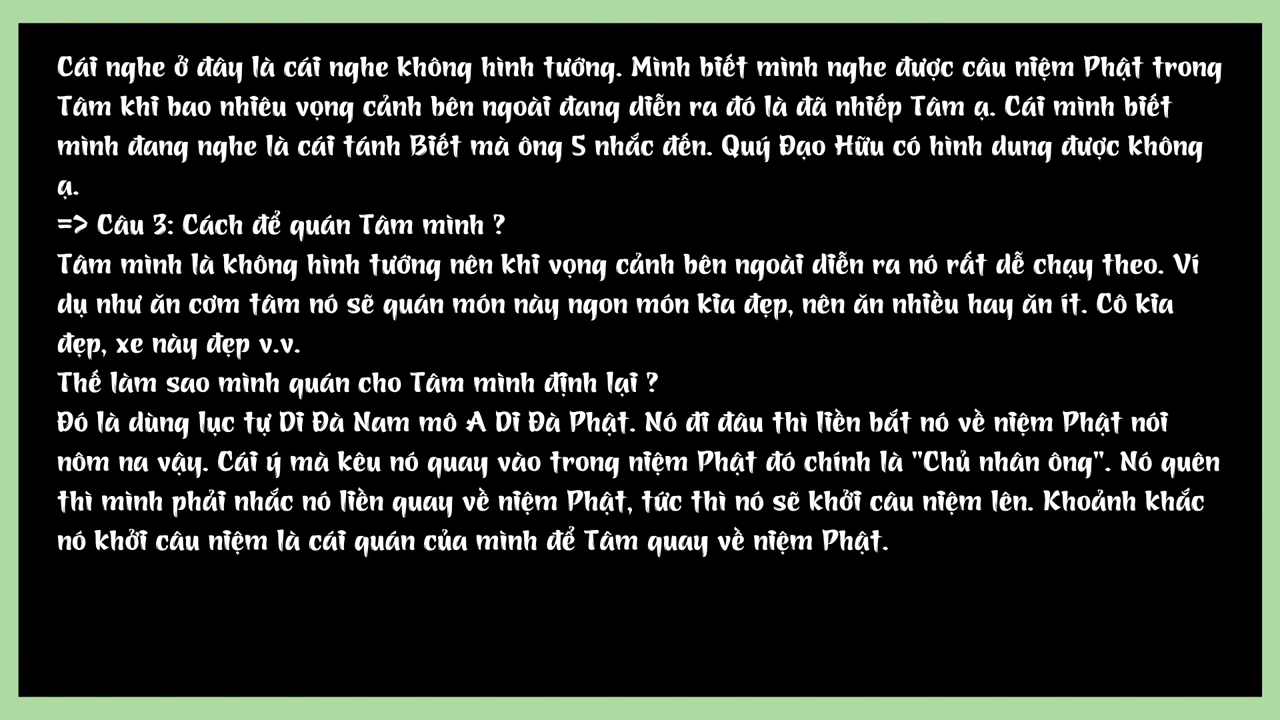 Cái nghe ở đây là cái nghe không hình tướng. Mình biết mình nghe được câu niệm Phật trong
Tâm khi bao nhiêu vọng cảnh bên ngoài đang diễn ra đó là đã nhiếp Tâm ạ. Cái mình biết
mình đang nghe là cái tánh Biết mà ông 5 nhắc đến. Quý Đạo Hữu có hình dung được không
ạ.
=> Câu 3: Cách để quán Tâm mình ?
Tâm mình là không hình tướng nên khi vọng cảnh bên ngoài diễn ra nó rất dễ chạy theo. Ví
dụ như ăn cơm tâm nó sẽ quán món này ngon món kia đẹp, nên ăn nhiều hay ăn ít. Cô kia
đẹp, xe này đẹp v.v.
Thế làm sao mình quán cho Tâm mình định lại ?
Đó là dùng lục tự Di Đà Nam mô A Di Đà Phật. Nó đi đâu thì liền bắt nó về niệm Phật nói
nôm na vậy. Cái ý mà kêu nó quay vào trong niệm Phật đó chính là "Chủ nhân ông". Nó quên
thì mình phải nhắc nó liền quay về niệm Phật, tức thì nó sẽ khởi câu niệm lên. Khoảnh khắc
nó khởi câu niệm là cái quán của mình để Tâm quay về niệm Phật.